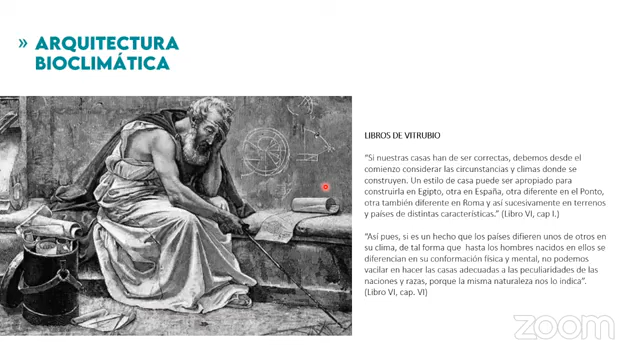 » ARQUITECTURA
BIOCLIMÁTICA
LIBROS DE VITRUBIO
"Si nuestras casas han de ser correctas, debemos desde el
comienzo considerar las circunstancias y climas donde se
construyen. Un estilo de casa puede ser apropiado para
construirla en Egipto, otra en España, otra diferente en el Ponto,
otra también diferente en Roma y así sucesivamente en terrenos
y países de distintas características." (Libro VI, cap I.)
"Así pues, si es un hecho que los países difieren unos de otros en
su clima, de tal forma que hasta los hombres nacidos en ellos se
diferencian en su conformación física y mental, no podemos
vacilar en hacer las casas adecuadas a las peculiaridades de las
naciones y razas, porque la misma naturaleza nos lo indica".
(Libro VI, cap. VI)
zoom